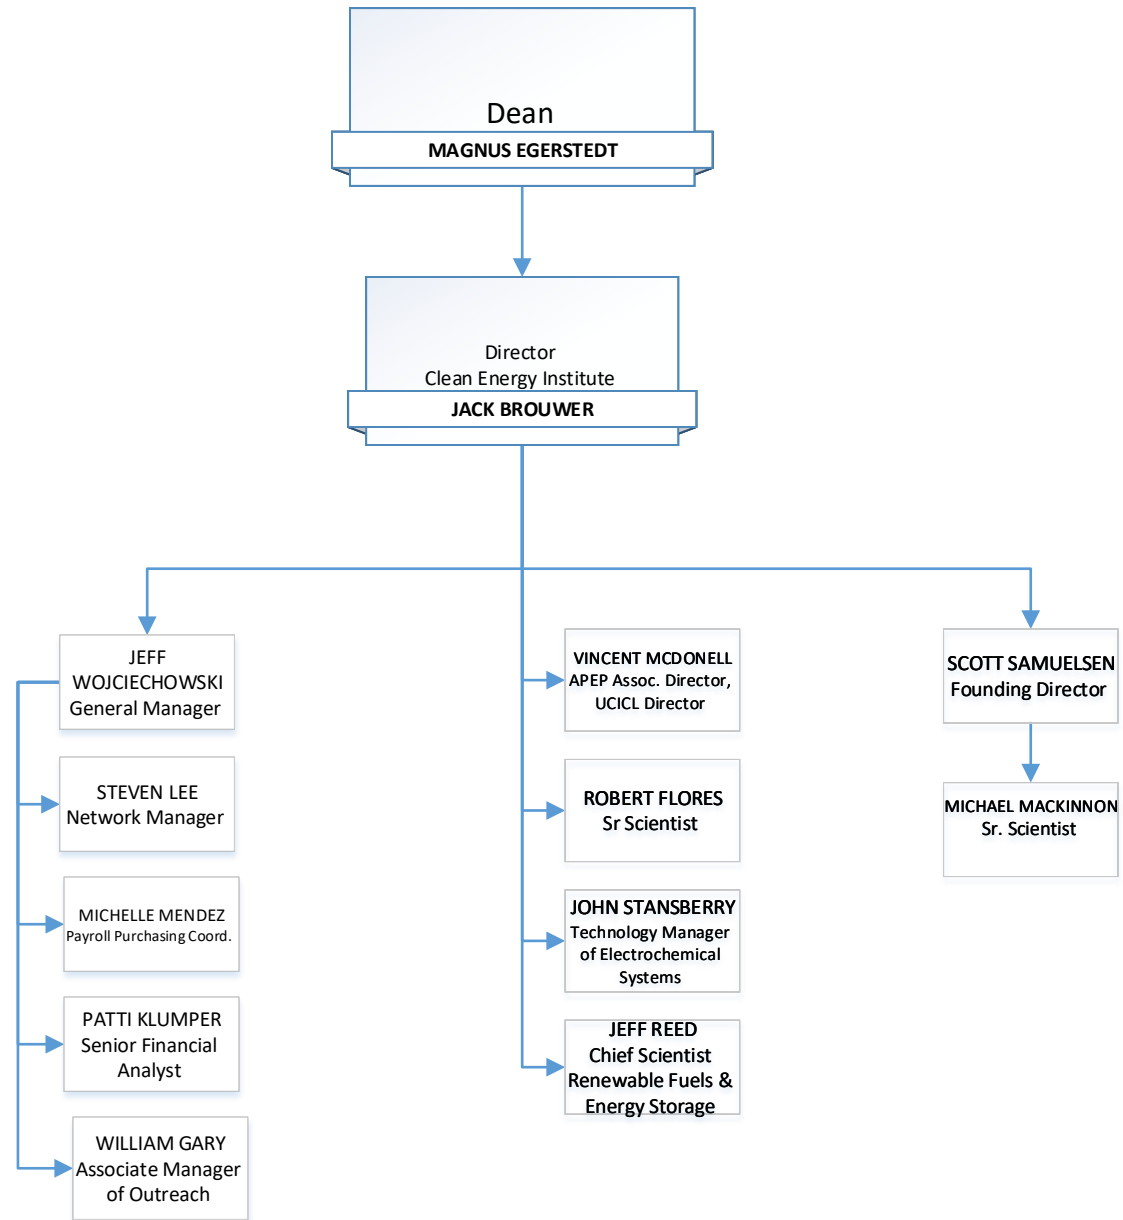 Dean
MAGNUS EGERSTEDT
Director
Clean Energy Institute
JACK BROUWER
JEFF
WOJCIECHOWSKI
General Manager
STEVEN LEE
Network Manager
MICHELLE MENDEZ
Payroll Purchasing Coord.
PATTI KLUMPER
Senior Financial
Analyst
WILLIAM GARY
Associate Manager
of Outreach
VINCENT MCDONELL
APEP Assoc. Director,
UCICL Director
ROBERT FLORES
Sr Scientist
JOHN STANSBERRY
Technology Manager
of Electrochemical
Systems
JEFF REED
Chief Scientist
Renewable Fuels &
Energy Storage
SCOTT SAMUELSEN
Founding Director
MICHAEL MACKINNON
Sr. Scientist